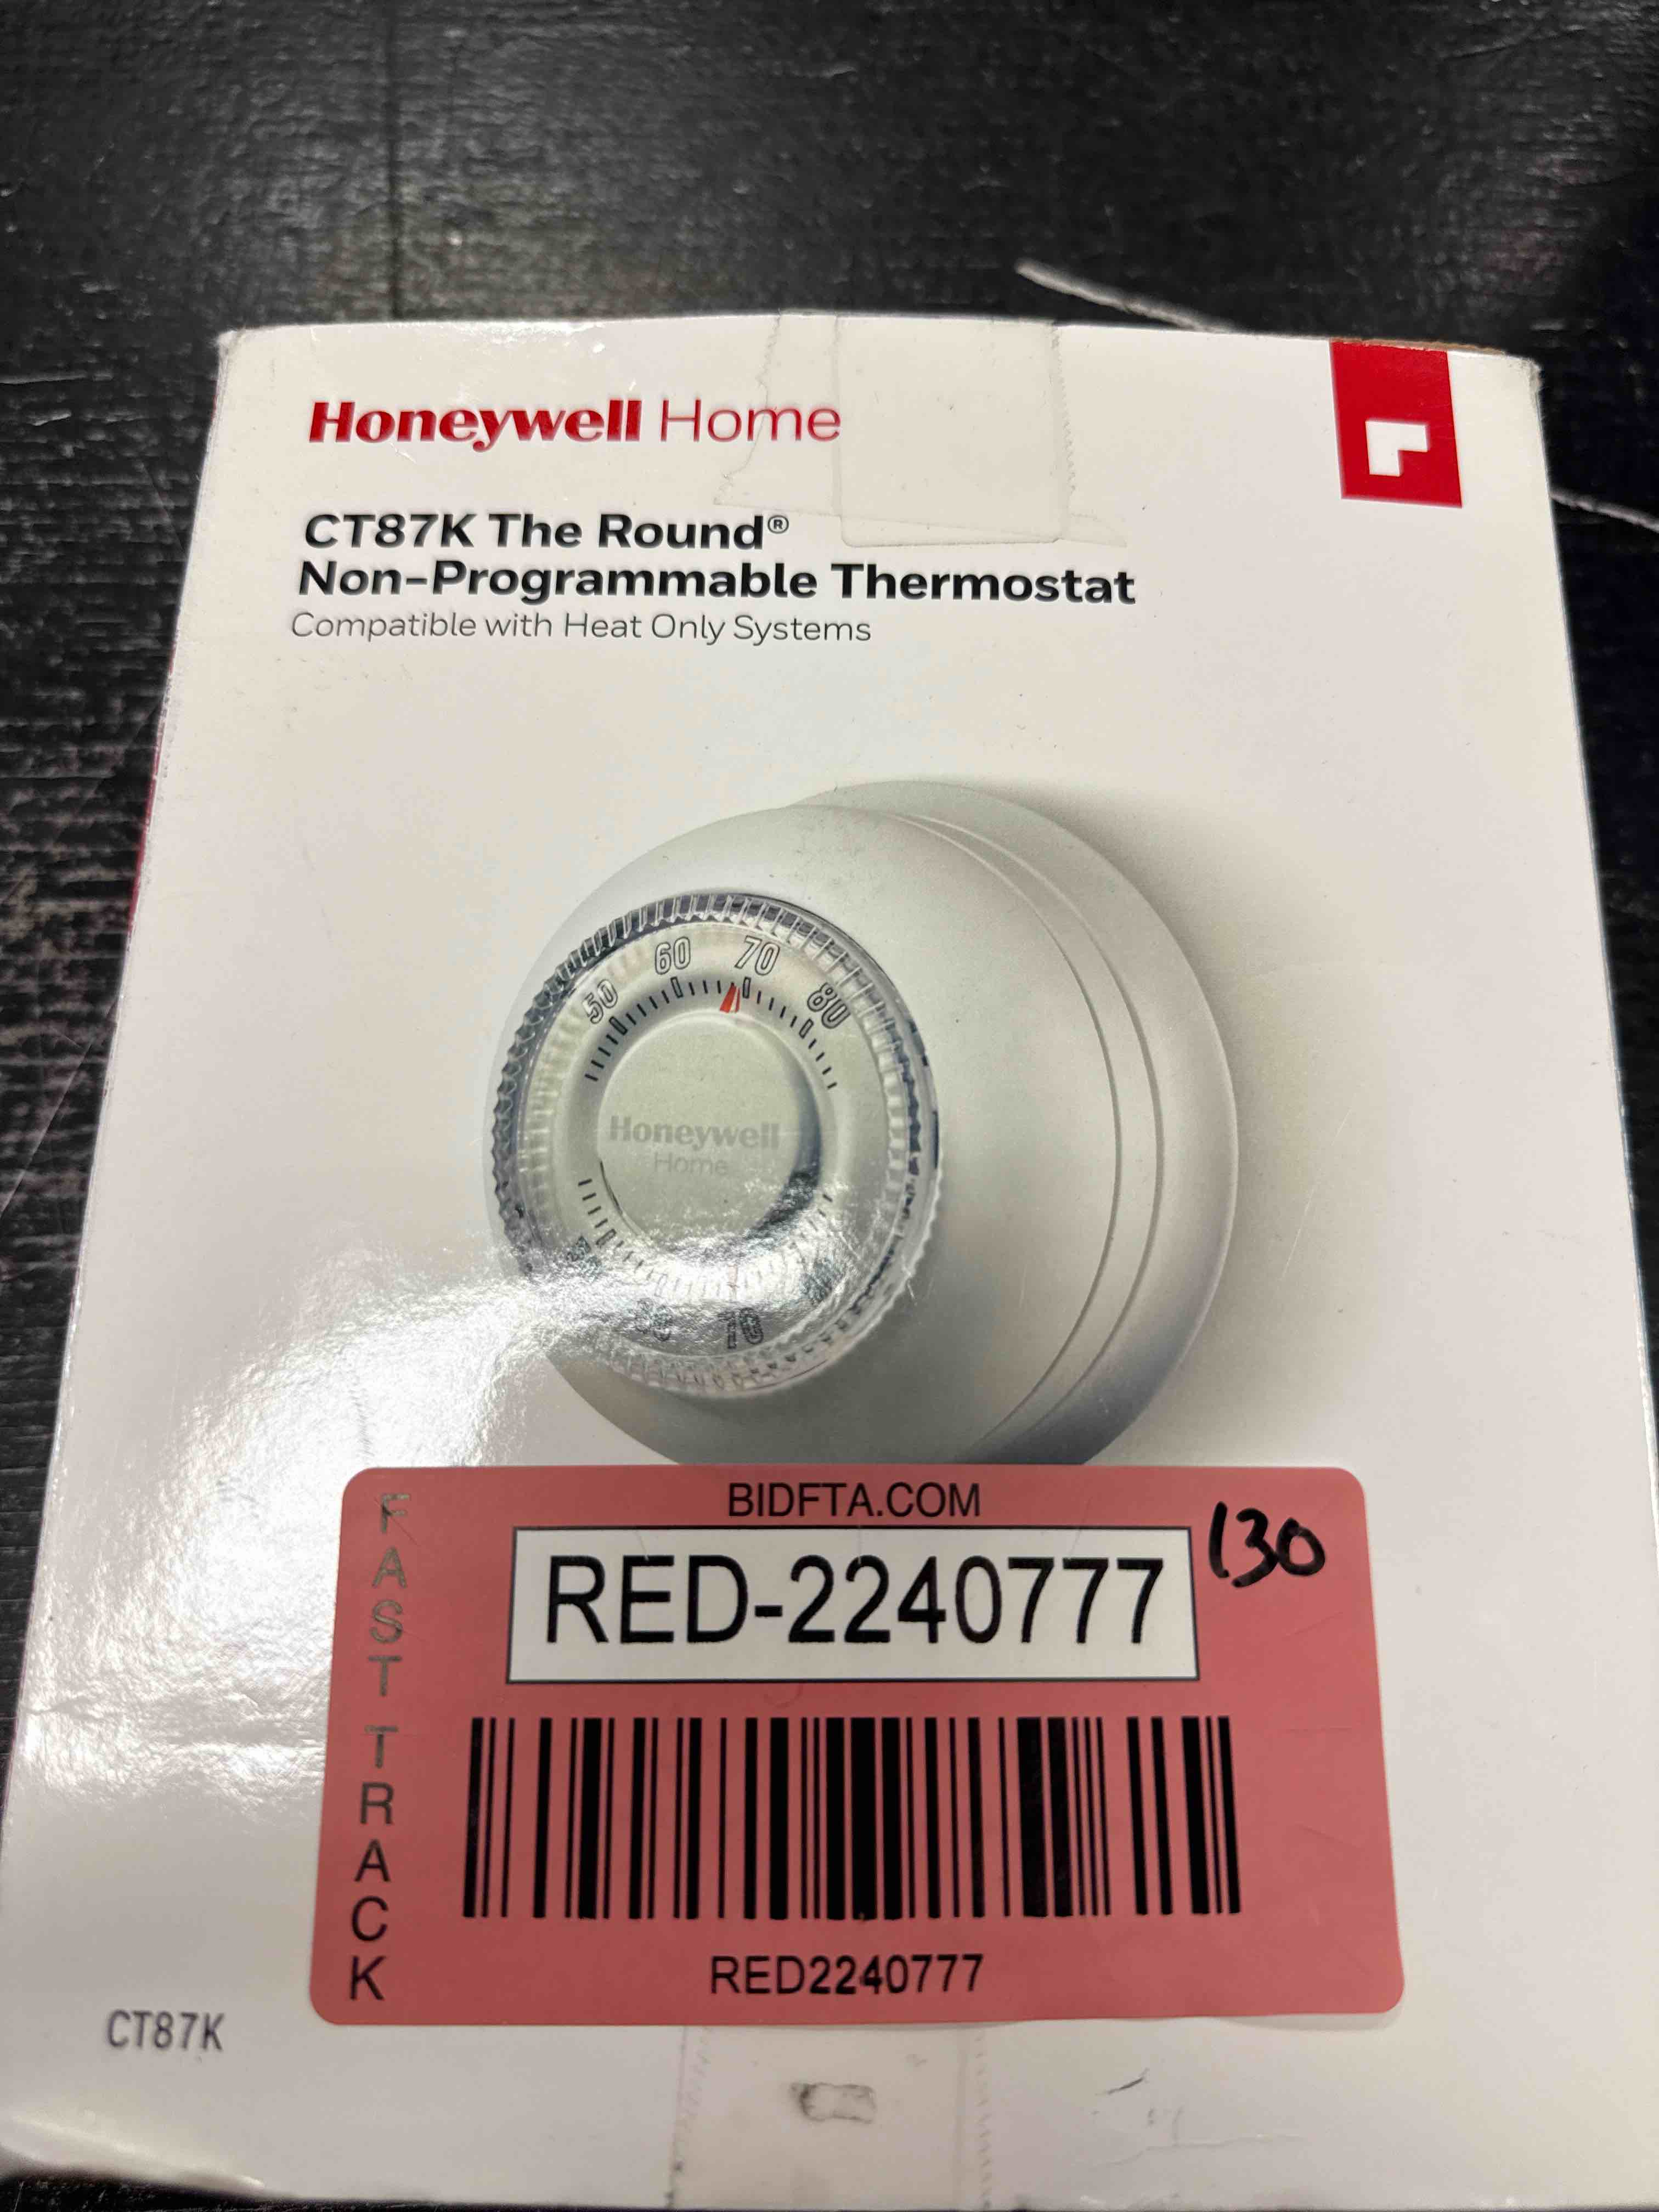 Honeywell Home
CT87K The Round®
Non-Programmable Thermostat
Compatible with Heat Only Systems
50 60 70 80
Honeywell
Home
70
BIDFTA.COM
130
RED-2240777
FAST TRACK
RED2240777
CT87K